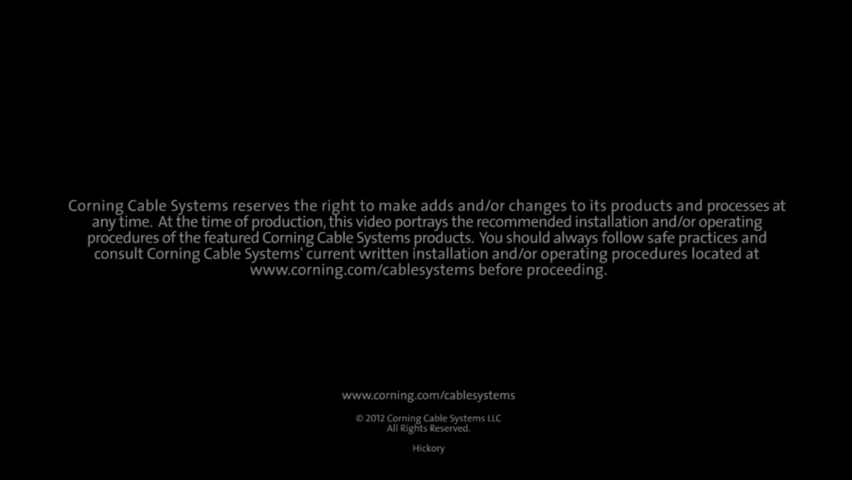 Corning Cable Systems reserves the right to make adds and/or changes to its products and processes at
any time. At the time of production, this video portrays the recommended installation and/or operating
procedures of the featured Corning Cable Systems products. You should always follow safe practices and
consult Corning Cable Systems' current written installation and/or operating procedures located at
www.corning.com/cablesystems before proceeding.
www.corning.com/cablesystems
© 2012 Corning Cable Systems LLC
All Rights Reserved.
Hickory